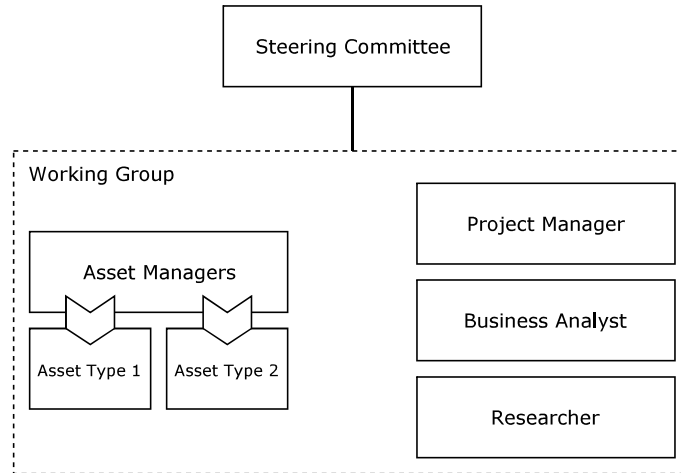 Steering Committee
Working Group
Project Manager
Asset Managers
Business Analyst
Asset Type 1
Asset Type 2
Researcher